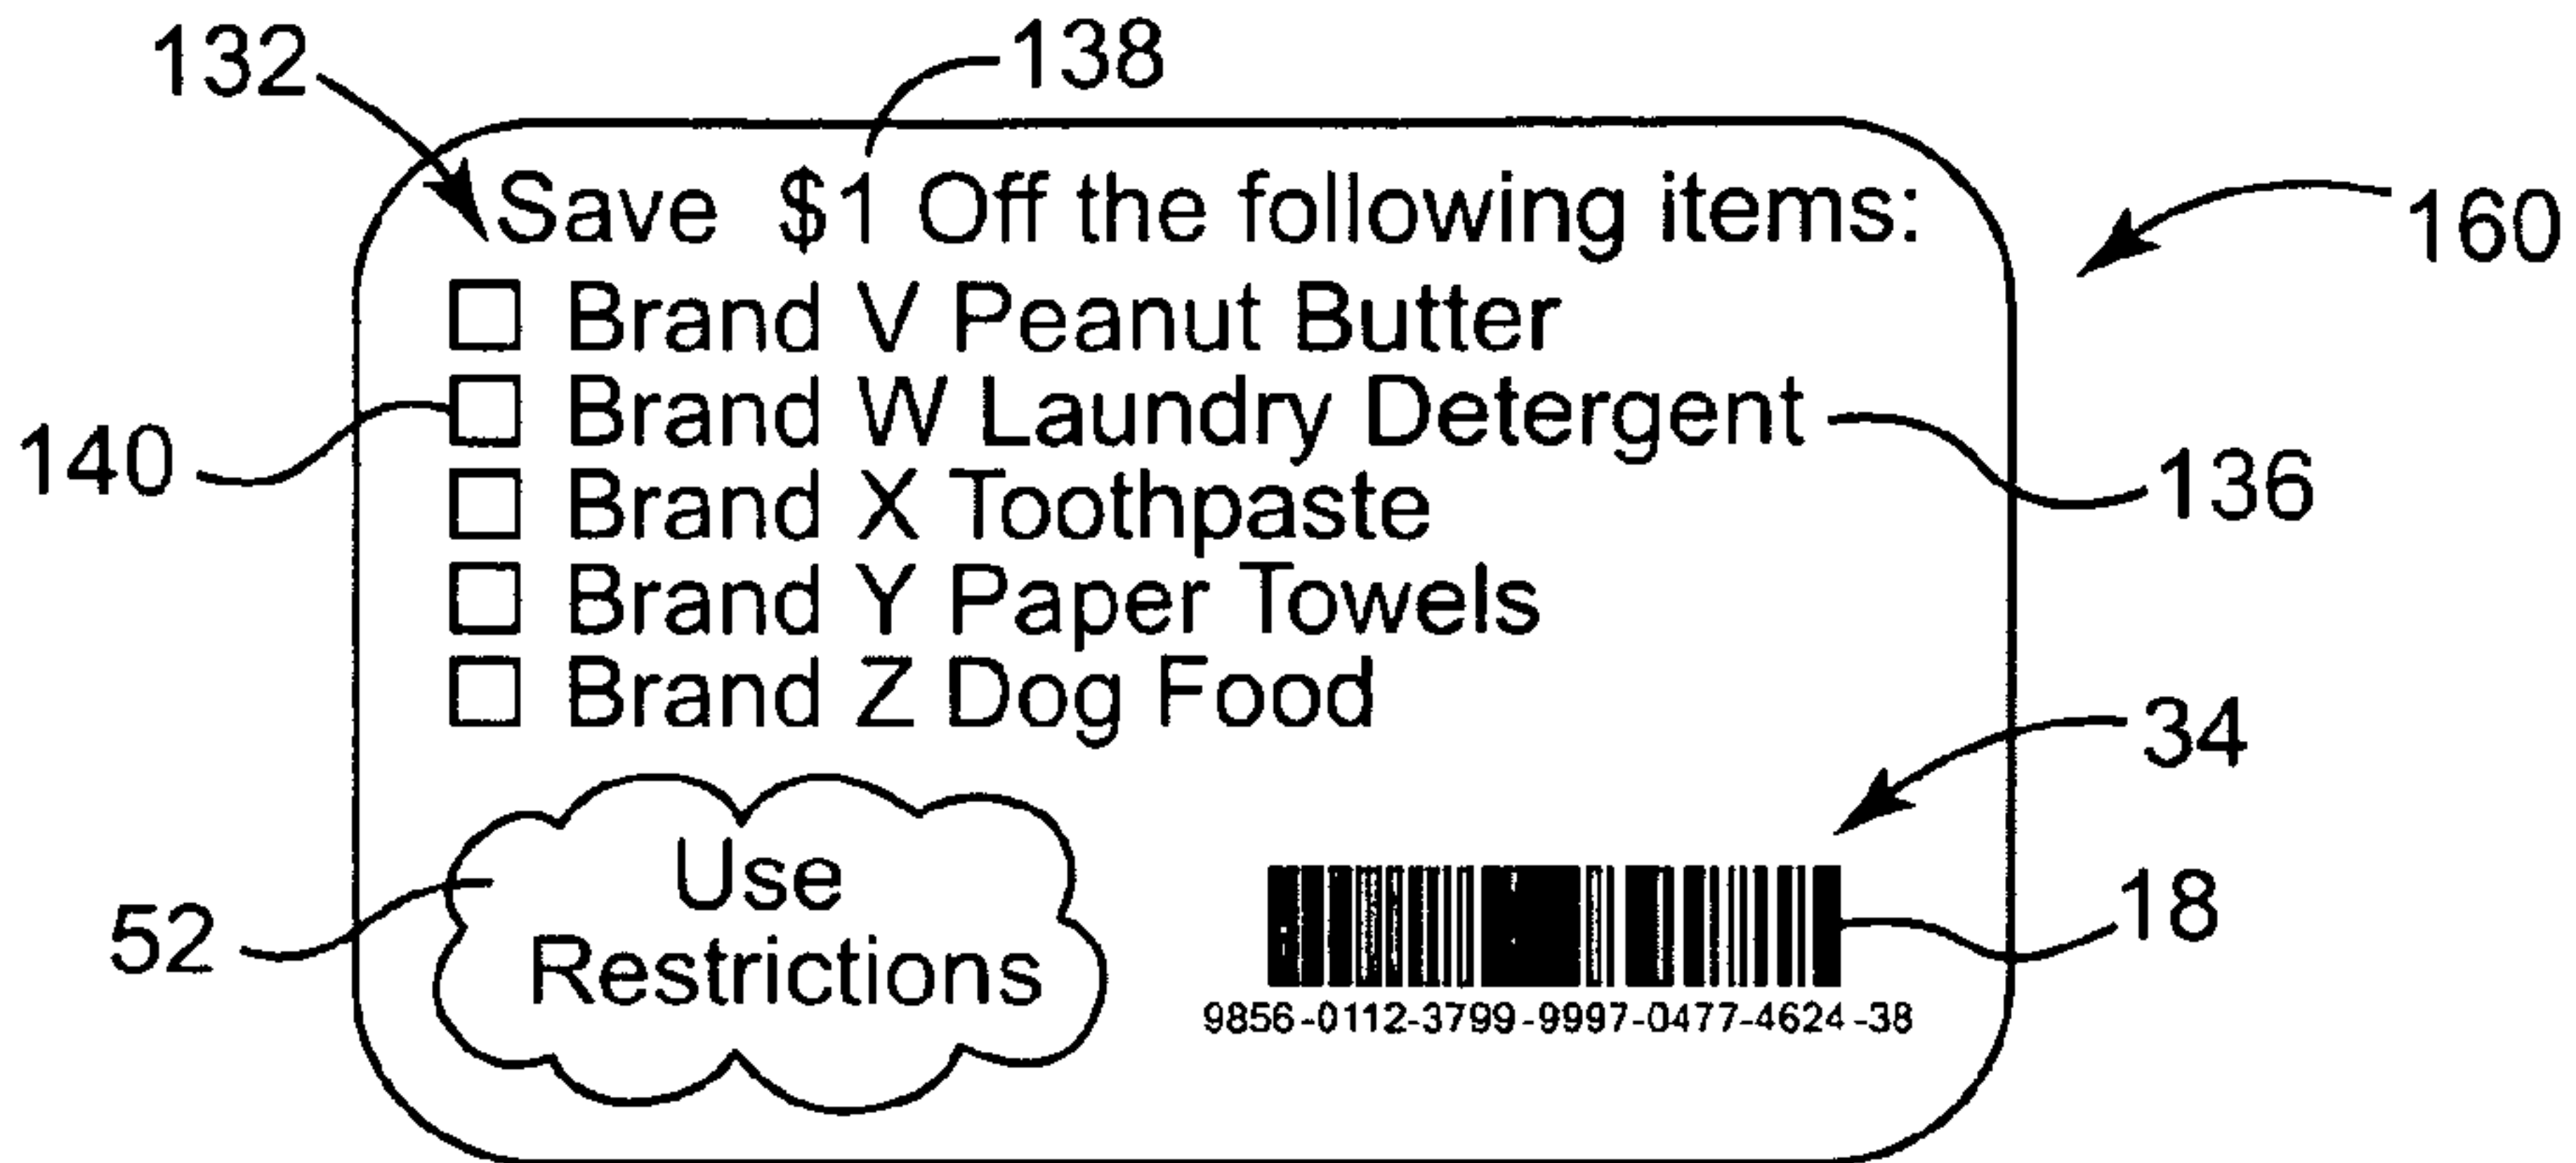 132
138
Save $1 Off the following items:
160
Brand V Peanut Butter
Brand W Laundry Detergent
140
136
Brand X Toothpaste
Brand Y Paper Towels
Brand Z Dog Food
34
Use
Restrictions
52
18
9856-0112-3799-9997-0477-4624-38